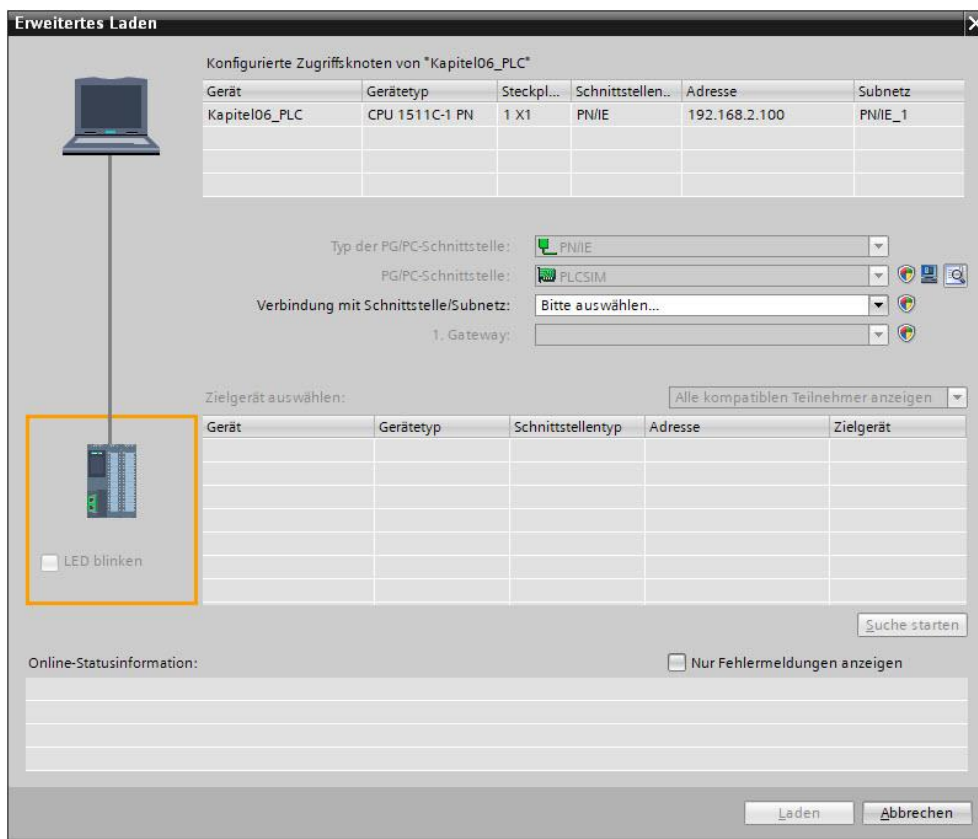 Erweitertes Laden
Konfigurierte Zugriffsknoten von "Kapitel06_PLC"
Gerät Gerätetyp Steckpl... Schnittstellen.. Adresse Subnetz
Kapitel06_PLC CPU 1511C-1 PN 1 X1 PN/IE 192.168.2.100 PN/IE_1
Typ der PG/PC-Schnittstelle: PN/IE
PG/PC-Schnittstelle: PLCSIM
Verbindung mit Schnittstelle/Subnetz: Bitte auswählen...
1. Gateway:
Zielgerät auswählen: Alle kompatiblen Teilnehmer anzeigen
Gerät Gerätetyp Schnittstellentyp Adresse Zielgerät
LED blinken
Suche starten
Online-Statusinformation: Nur Fehlermeldungen anzeigen
Laden Abbrechen